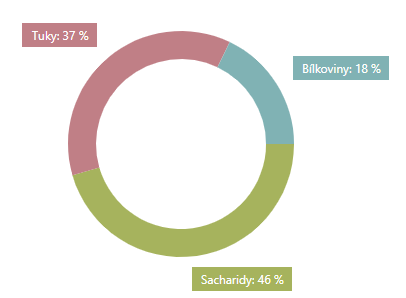 Tuky: 37 %
Bílkoviny: 18 %
Sacharidy: 46 %